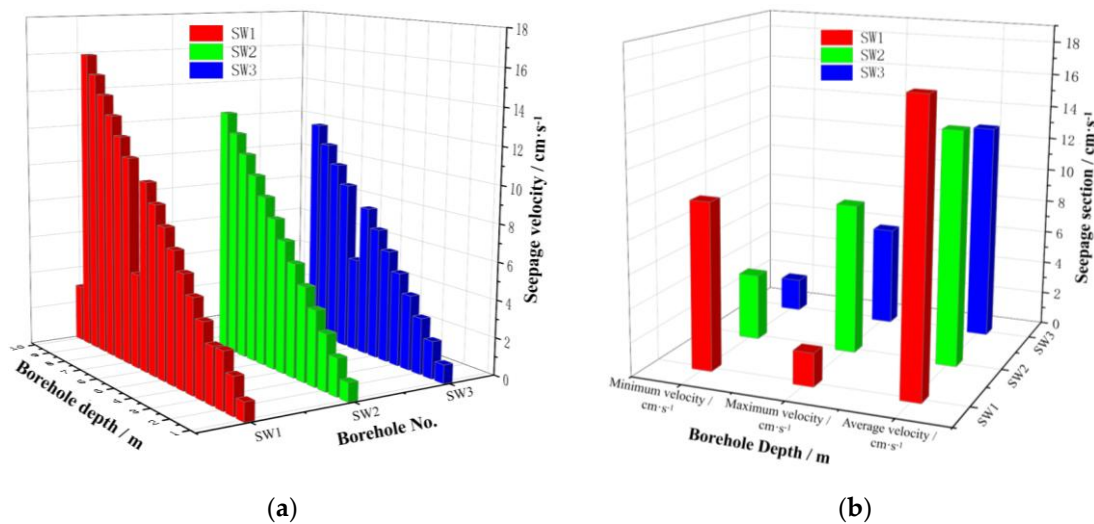 SW1
SW2
SW3
18
16
14
12
10
8
6
4
2
0
Seepage velocity / cm·s⁻¹
Borehole depth / m
SW1
SW2
SW3
Borehole No.
(a)
SW1
SW2
SW3
18
16
14
12
10
8
6
4
2
0
Seepage section / cm·s⁻¹
Minimum velocity /
cm·s⁻¹
Maximum velocity /
cm·s⁻¹
Average velocity /
cm·s⁻¹
SW1
SW2
SW3
Borehole Depth / m
(b)